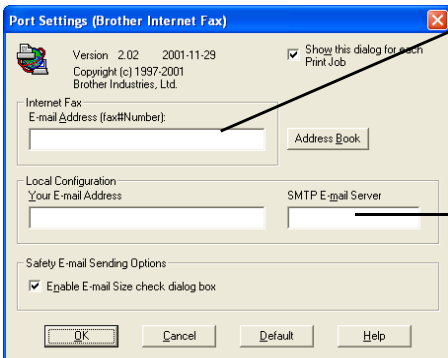 Port Settings (Brother Internet Fax)
Version 2.02 2001-11-29
Copyright (c) 1997-2001
Brother Industries, Ltd.
Show this dialog for each
Print Job
Internet Fax
E-mail Address (fax#Number):
Address Book
Local Configuration
Your E-mail Address
SMTP E-mail Server
Safety E-mail Sending Options
Enable E-mail Size check dialog box
OK
Cancel
Default
Help